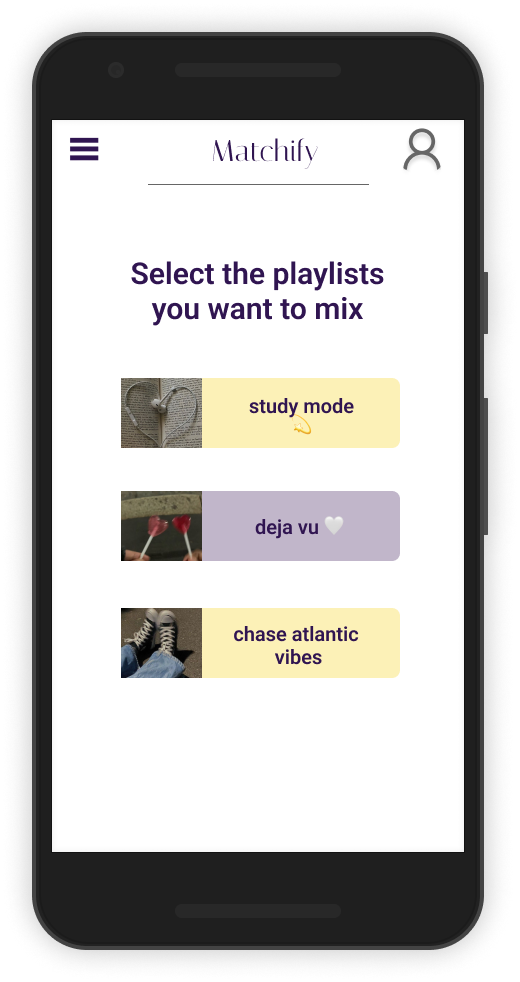 Matchify
Select the playlists
you want to mix
study mode
💫
deja vu 🤍
chase atlantic
vibes